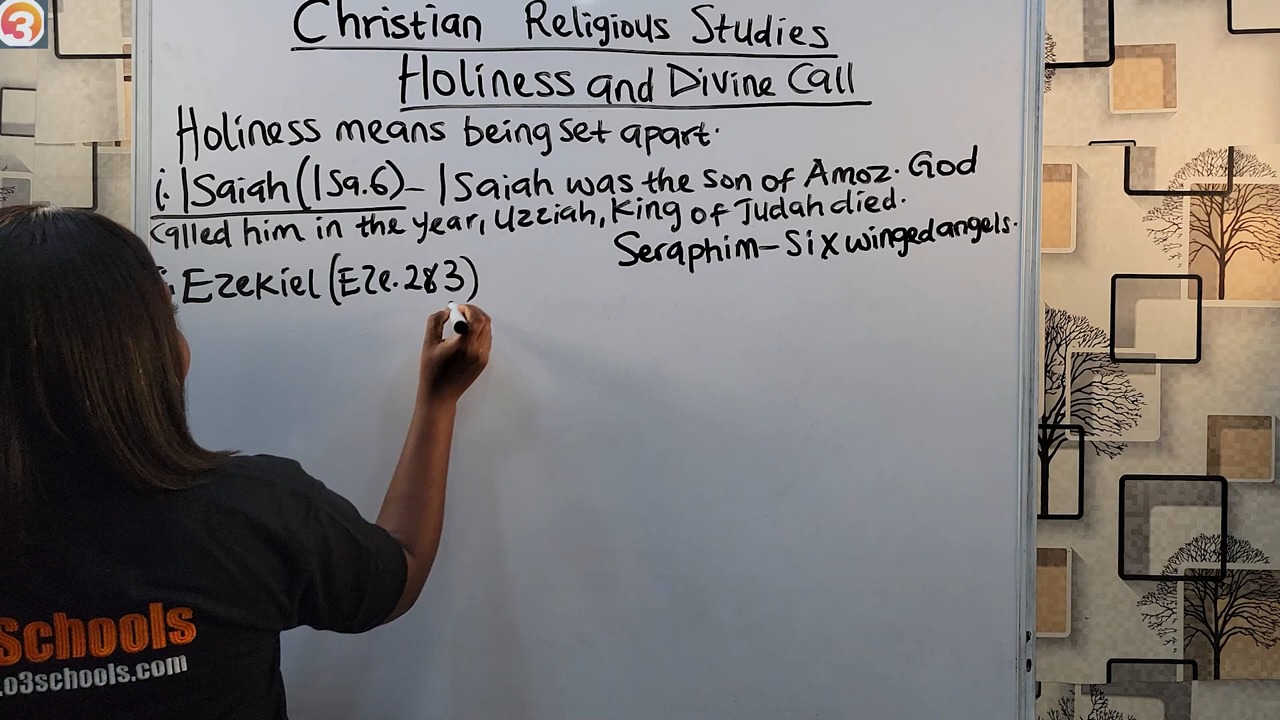 3
Christian Religious Studies
Holiness and Divine Call
Holiness means being set apart.
i. Isaiah (Isa.6) - Isaiah was the son of Amoz. God
called him in the year, Uzziah, King of Judah died.
Seraphim - Six winged angels.
Ezekiel (Eze. 2&3)
Schools
.o3schools.com